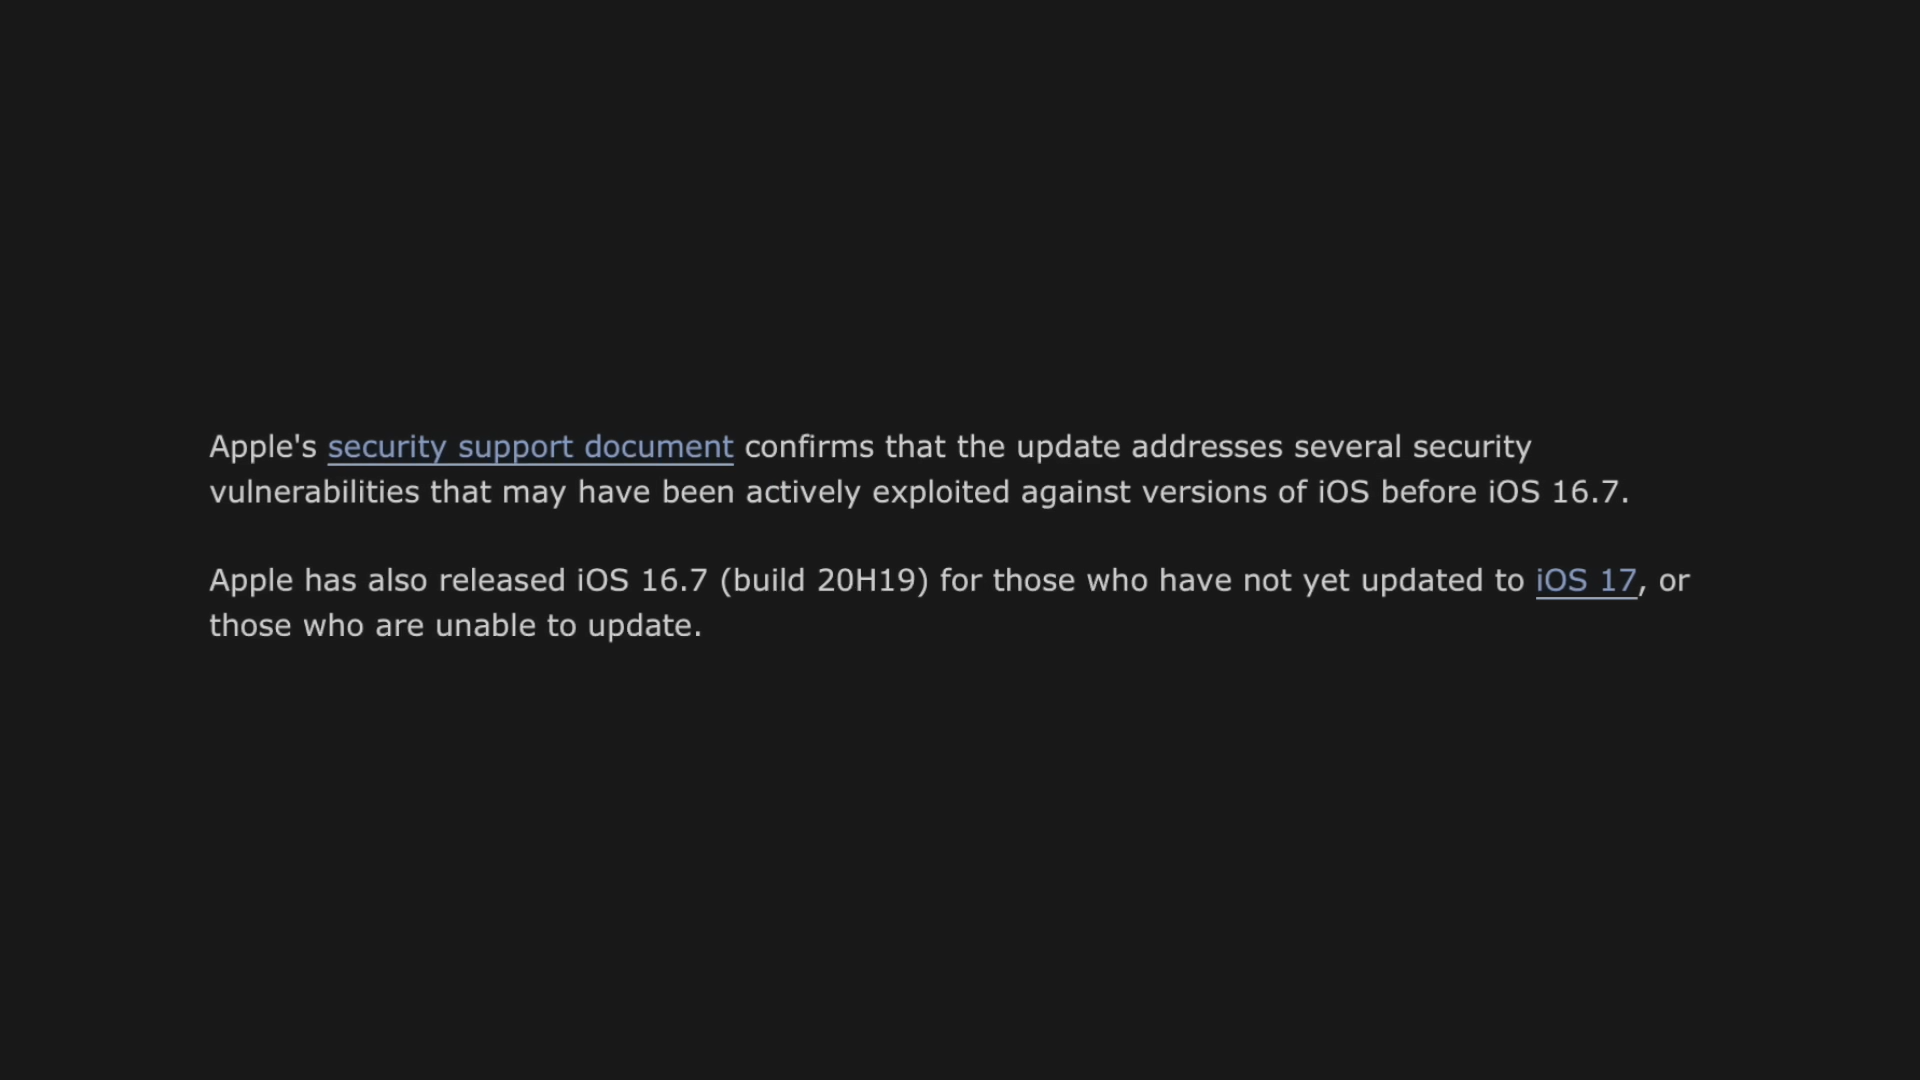 Apple's security support document confirms that the update addresses several security
vulnerabilities that may have been actively exploited against versions of iOS before iOS 16.7.
Apple has also released iOS 16.7 (build 20H19) for those who have not yet updated to iOS 17, or
those who are unable to update.